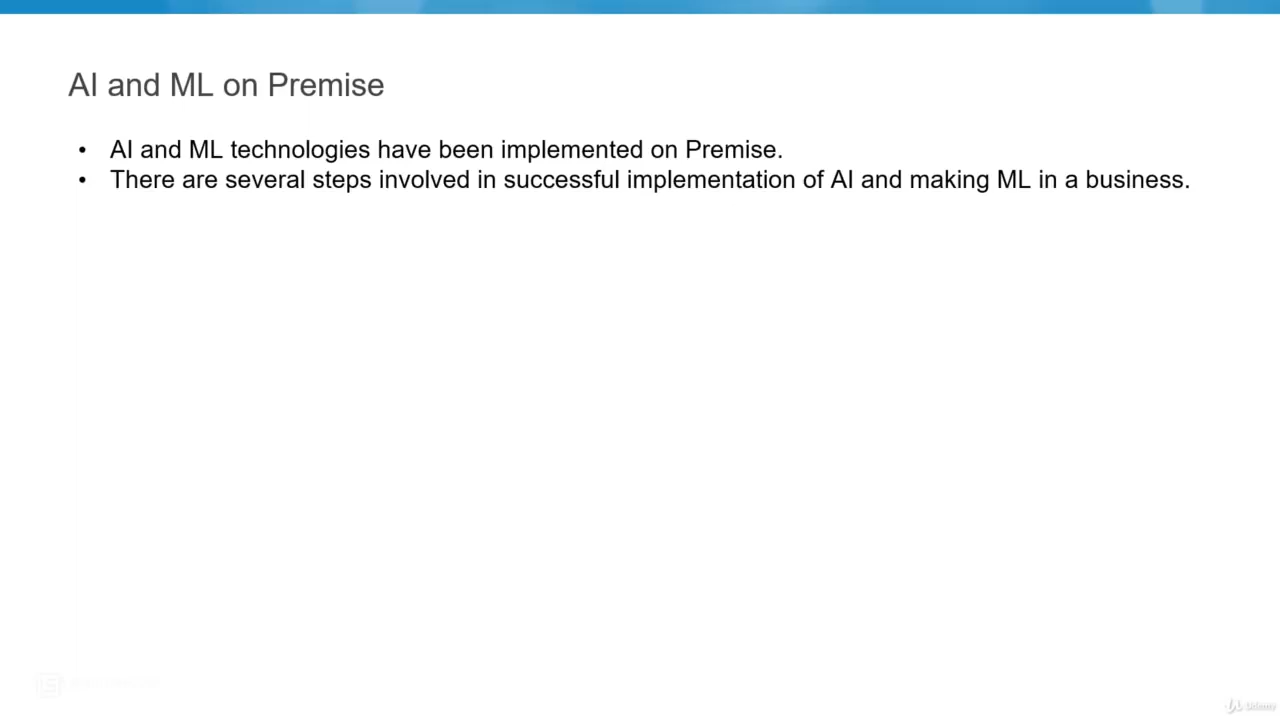 AI and ML on Premise
• AI and ML technologies have been implemented on Premise.
• There are several steps involved in successful implementation of AI and making ML in a business.
Udemy